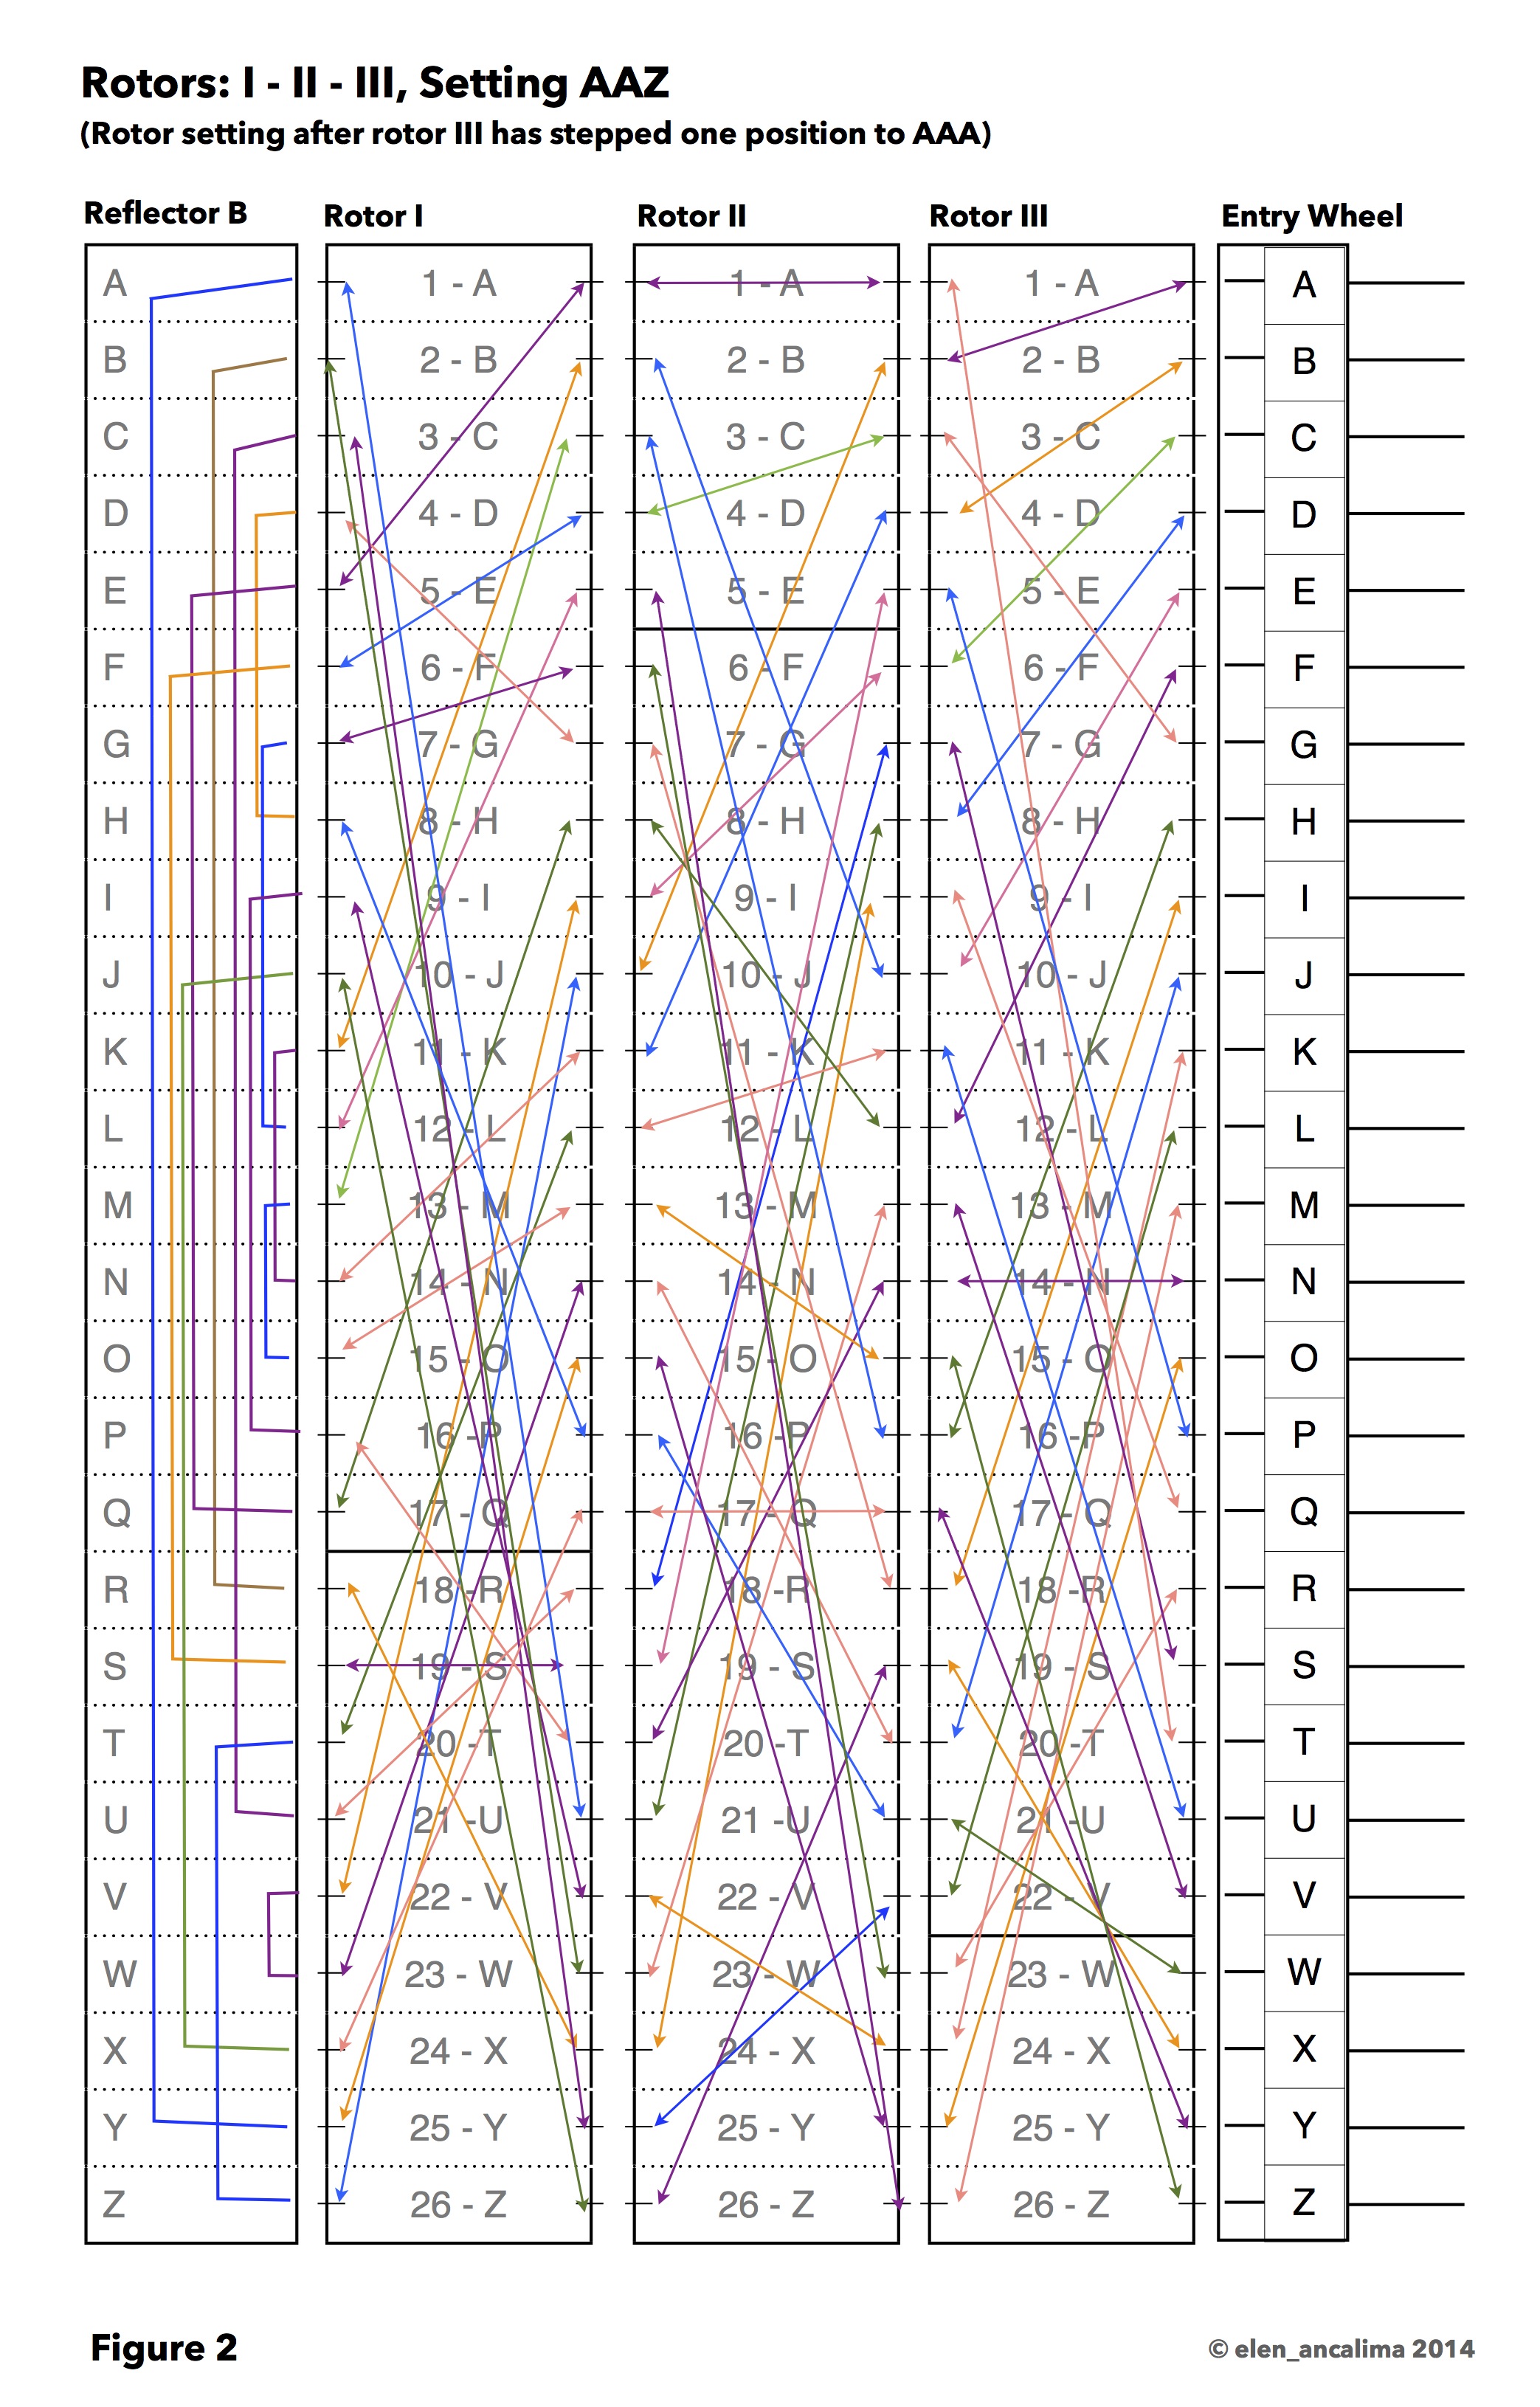 Rotors: I - II - III, Setting AAZ
(Rotor setting after rotor III has stepped one position to AAA)
Reflector B Rotor I Rotor II Rotor III Entry Wheel
A 1 - A 1 - A 1 - A A
B 2 - B 2 - B 2 - B B
C 3 - C 3 - C 3 - C C
D 4 - D 4 - D 4 - D D
E 5 - E 5 - E 5 - E E
F 6 - F 6 - F 6 - F F
G 7 - G 7 - G 7 - G G
H 8 - H 8 - H 8 - H H
I 9 - I 9 - I 9 - I I
J 10 - J 10 - J 10 - J J
K 11 - K 11 - K 11 - K K
L 12 - L 12 - L 12 - L L
M 13 - M 13 - M 13 - M M
N 14 - N 14 - N 14 - N N
O 15 - O 15 - O 15 - O O
P 16 -P 16 -P 16 -P P
Q 17 - Q 17 - Q 17 - Q Q
R 18 -R 18 -R 18 -R R
S 19 - S 19 - S 19 - S S
T 20 -T 20 -T 20 -T T
U 21 -U 21 -U 21 -U U
V 22 - V 22 - V 22 - V V
W 23 - W 23 - W 23 - W W
X 24 - X 24 - X 24 - X X
Y 25 - Y 25 - Y 25 - Y Y
Z 26 - Z 26 - Z 26 - Z Z
Figure 2
© elen_ancalima 2014